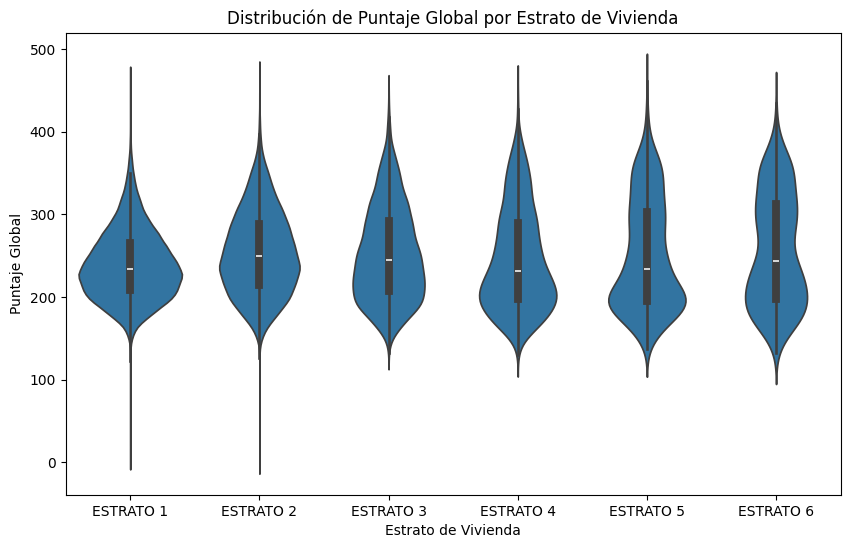 Distribución de Puntaje Global por Estrato de Vivienda
Puntaje Global
500
400
300
200
100
0
ESTRATO 1 ESTRATO 2 ESTRATO 3 ESTRATO 4 ESTRATO 5 ESTRATO 6
Estrato de Vivienda